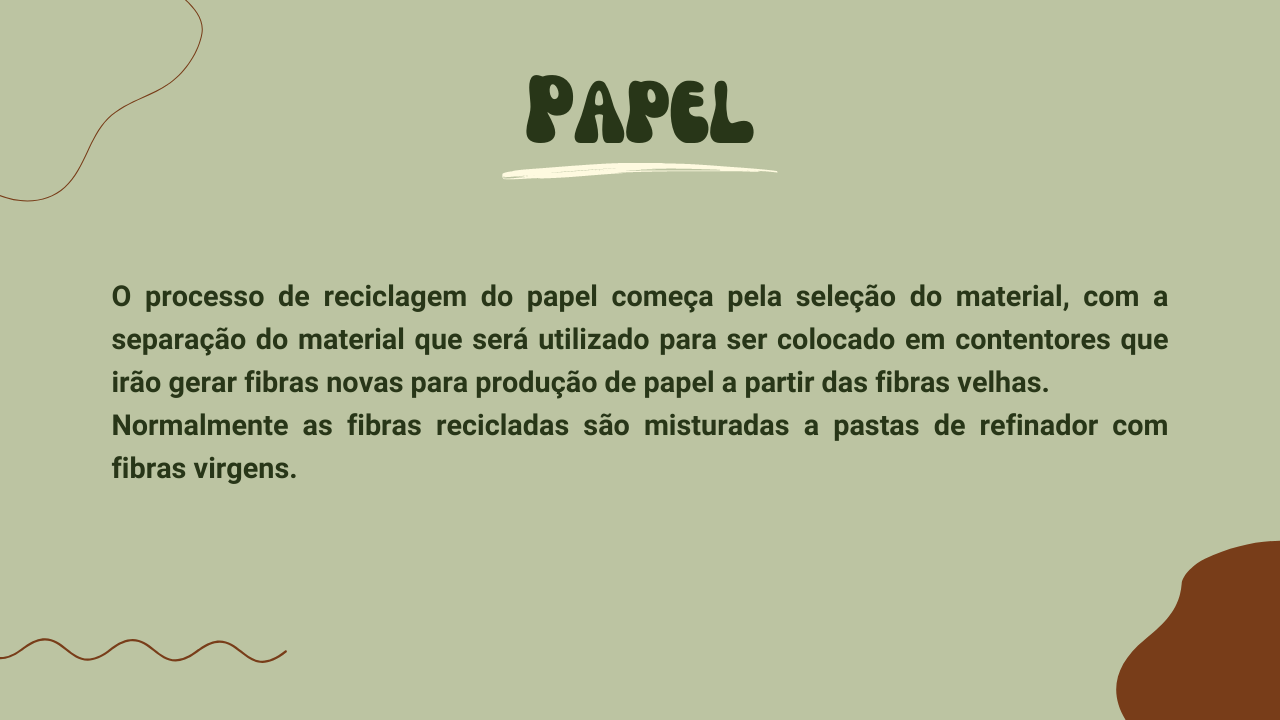 PAPEL
O processo de reciclagem do papel começa pela seleção do material, com a
separação do material que será utilizado para ser colocado em contentores que
irão gerar fibras novas para produção de papel a partir das fibras velhas.
Normalmente as fibras recicladas são misturadas a pastas de refinador com
fibras virgens.